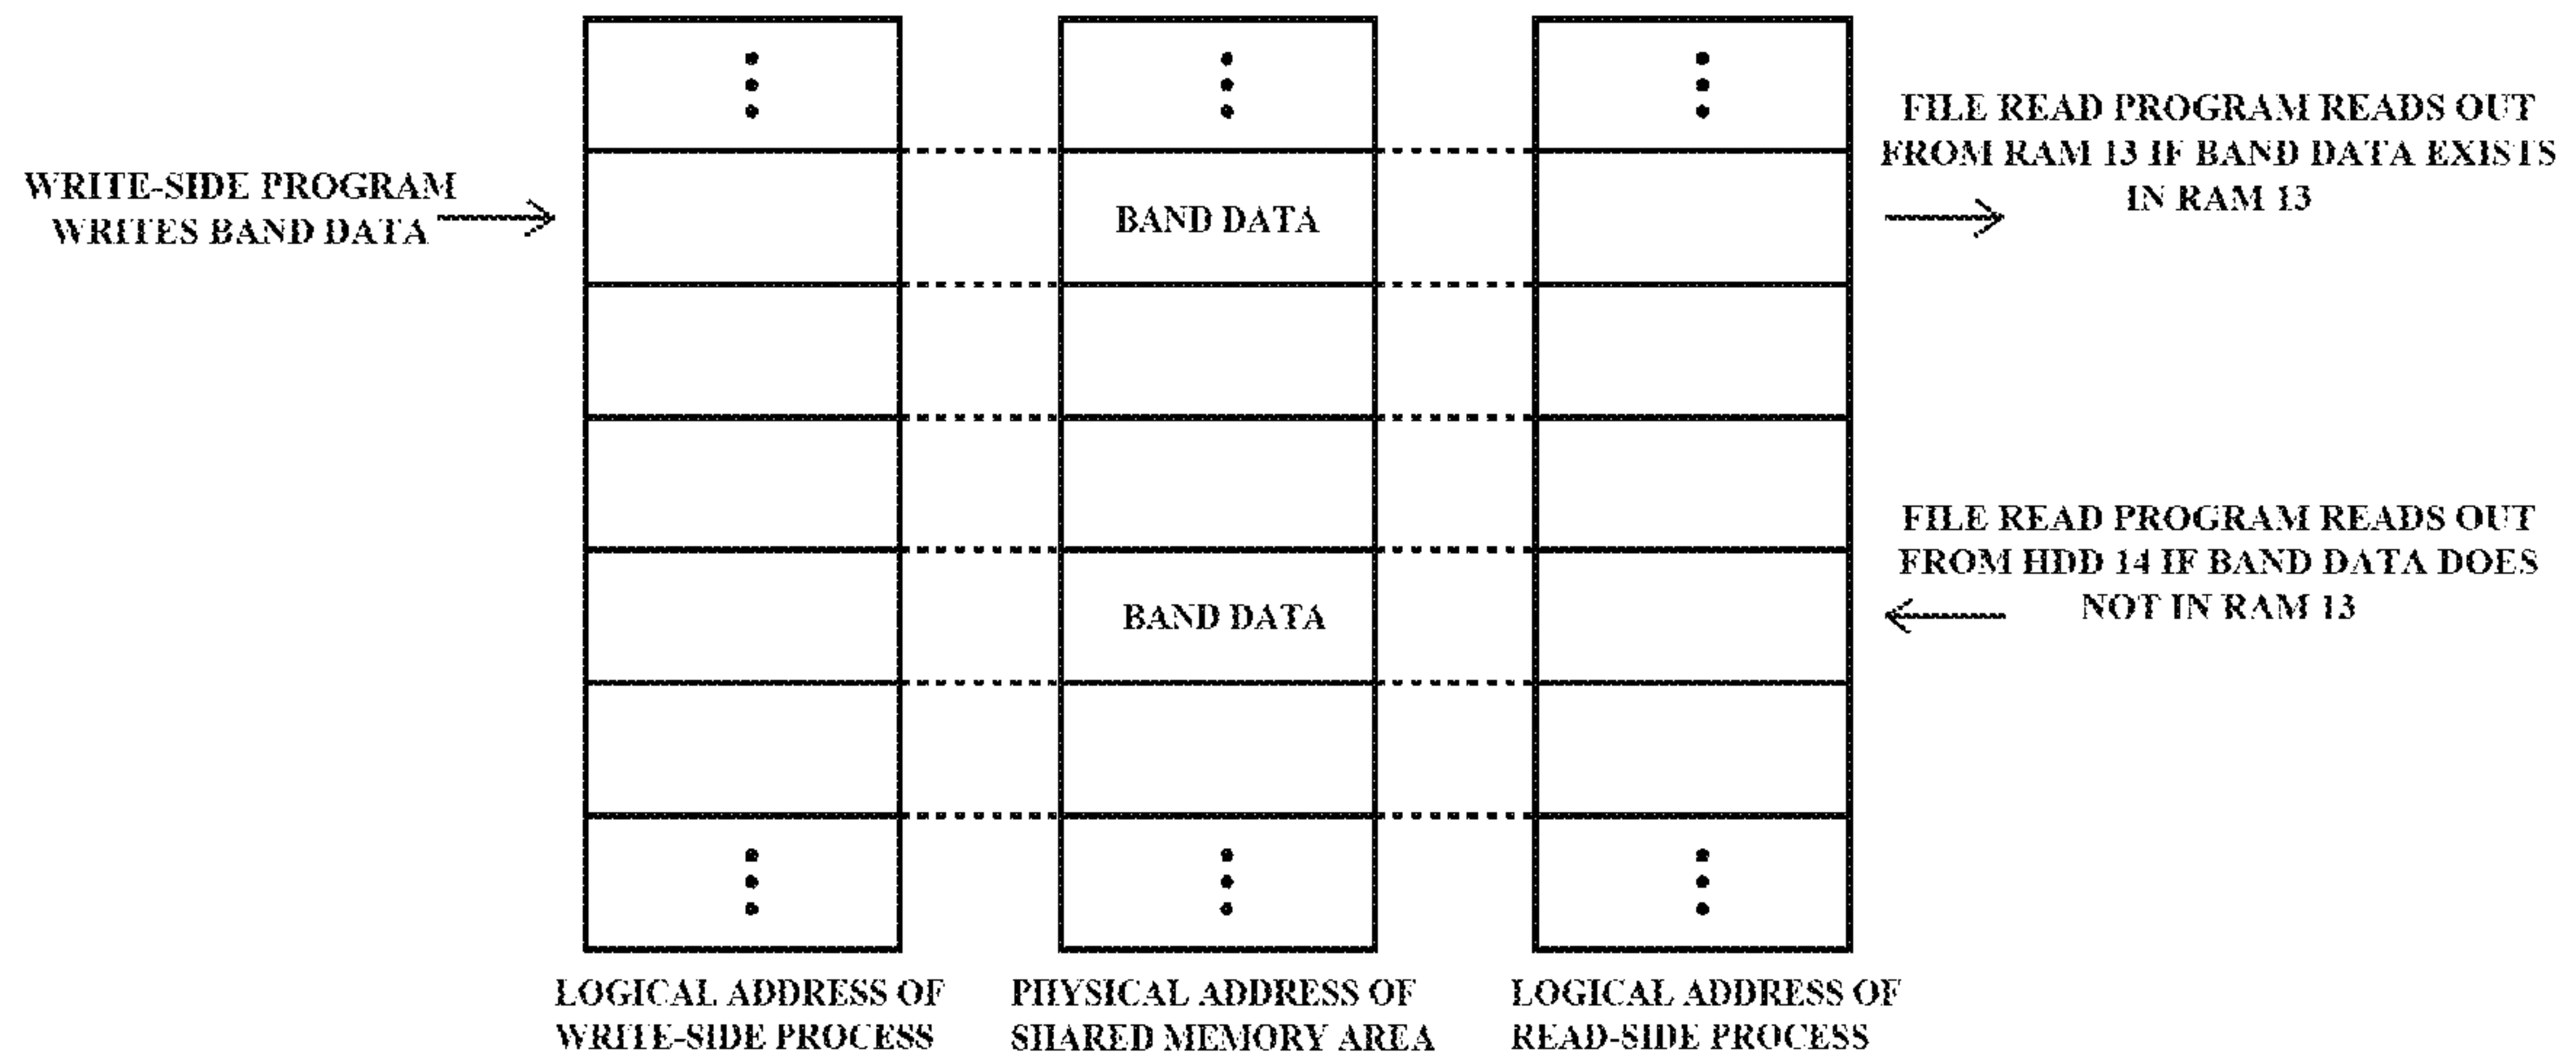 WRITE-SIDE PROGRAM
WRITES BAND DATA
BAND DATA
FILE READ PROGRAM READS OUT
FROM RAM 13 IF BAND DATA EXISTS
IN RAM 13
BAND DATA
FILE READ PROGRAM READS OUT
FROM HDD 14 IF BAND DATA DOES
NOT IN RAM 13
LOGICAL ADDRESS OF
WRITE-SIDE PROCESS
PHYSICAL ADDRESS OF
SHARED MEMORY AREA
LOGICAL ADDRESS OF
READ-SIDE PROCESS